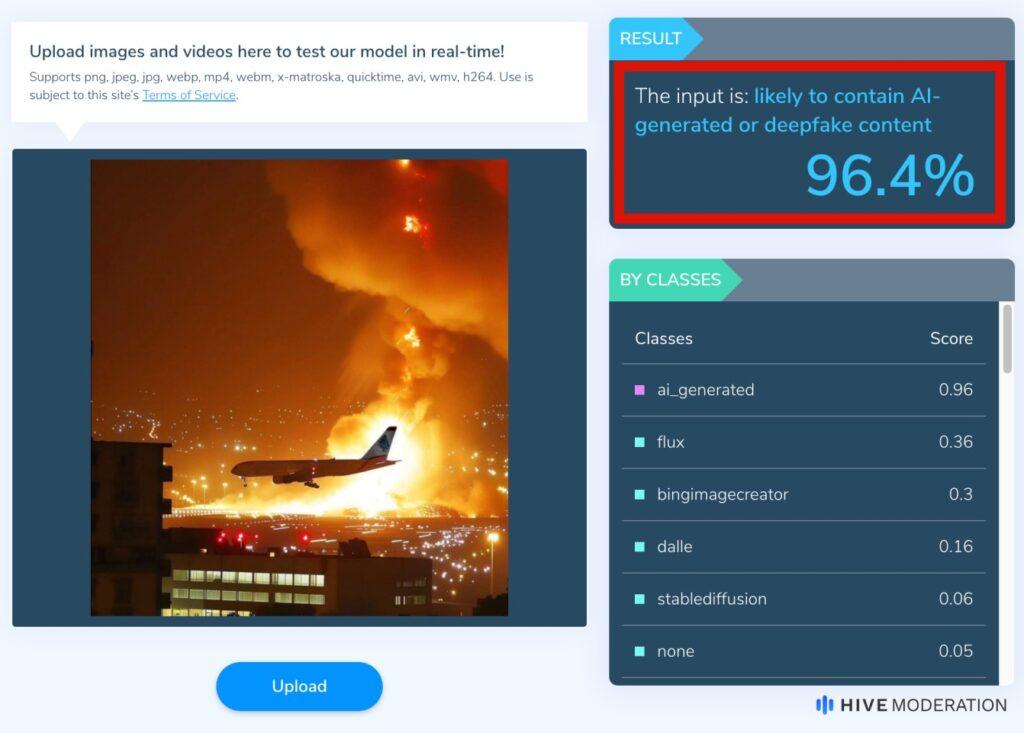 Upload images and videos here to test our model in real-time!
Supports png, jpeg, jpg, webp, mp4, webm, x-matroska, quicktime, avi, wmv, h264. Use is
subject to this site's Terms of Service.
Upload
RESULT
The input is: likely to contain AI-
generated or deepfake content
96.4%
BY CLASSES
Classes Score
ai_generated 0.96
flux 0.36
bingimagecreator 0.3
dalle 0.16
stablediffusion 0.06
none 0.05
HIVE MODERATION